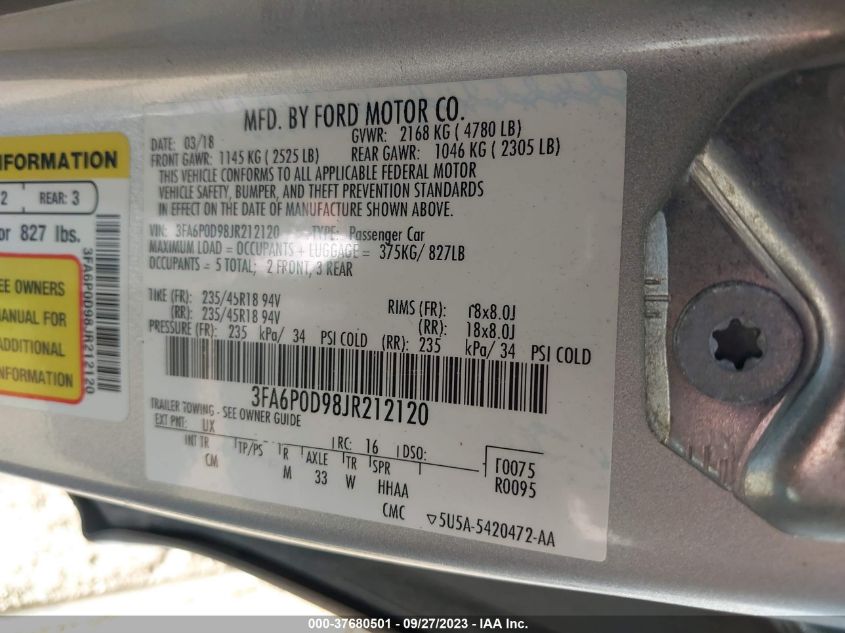 MFD. BY FORD MOTOR CO.
DATE: 03/18 GVWR: 2168 KG ( 4780 LB)
FRONT GAWR: 1145 KG ( 2525 LB) REAR GAWR: 1046 KG ( 2305 LB)
THIS VEHICLE CONFORMS TO ALL APPLICABLE FEDERAL MOTOR
VEHICLE SAFETY, BUMPER, AND THEFT PREVENTION STANDARDS
IN EFFECT ON THE DATE OF MANUFACTURE SHOWN ABOVE.
VIN: 3FA6P0D98JR212120 TYPE: Passenger Car
MAXIMUM LOAD = OCCUPANTS + LUGGAGE = 375KG/ 827LB
OCCUPANTS = 5 TOTAL; 2 FRONT, 3 REAR
TIRE (FR): 235/45R18 94V RIMS (FR): 18x8.0J
(RR): 235/45R18 94V (RR): 18x8.0J
PRESSURE (FR): 235 kPa/ 34 PSI COLD (RR): 235 kPa/ 34 PSI COLD
3FA6P0D98JR212120
TRAILER TOWING - SEE OWNER GUIDE
EXT PNT: UX RC: 16 DSO:
INT TR TP/PS R AXLE TR SPR F0075
CM M 33 W HHAA R0095
CMC ▽5U5A-5420472-AA
INFORMATION
2 REAR: 3
or 827 lbs.
SEE OWNERS
MANUAL FOR
ADDITIONAL
INFORMATION
3FA6P0D98JR212120
000-37680501 - 09/27/2023 - © IAA Holdings, LLC.